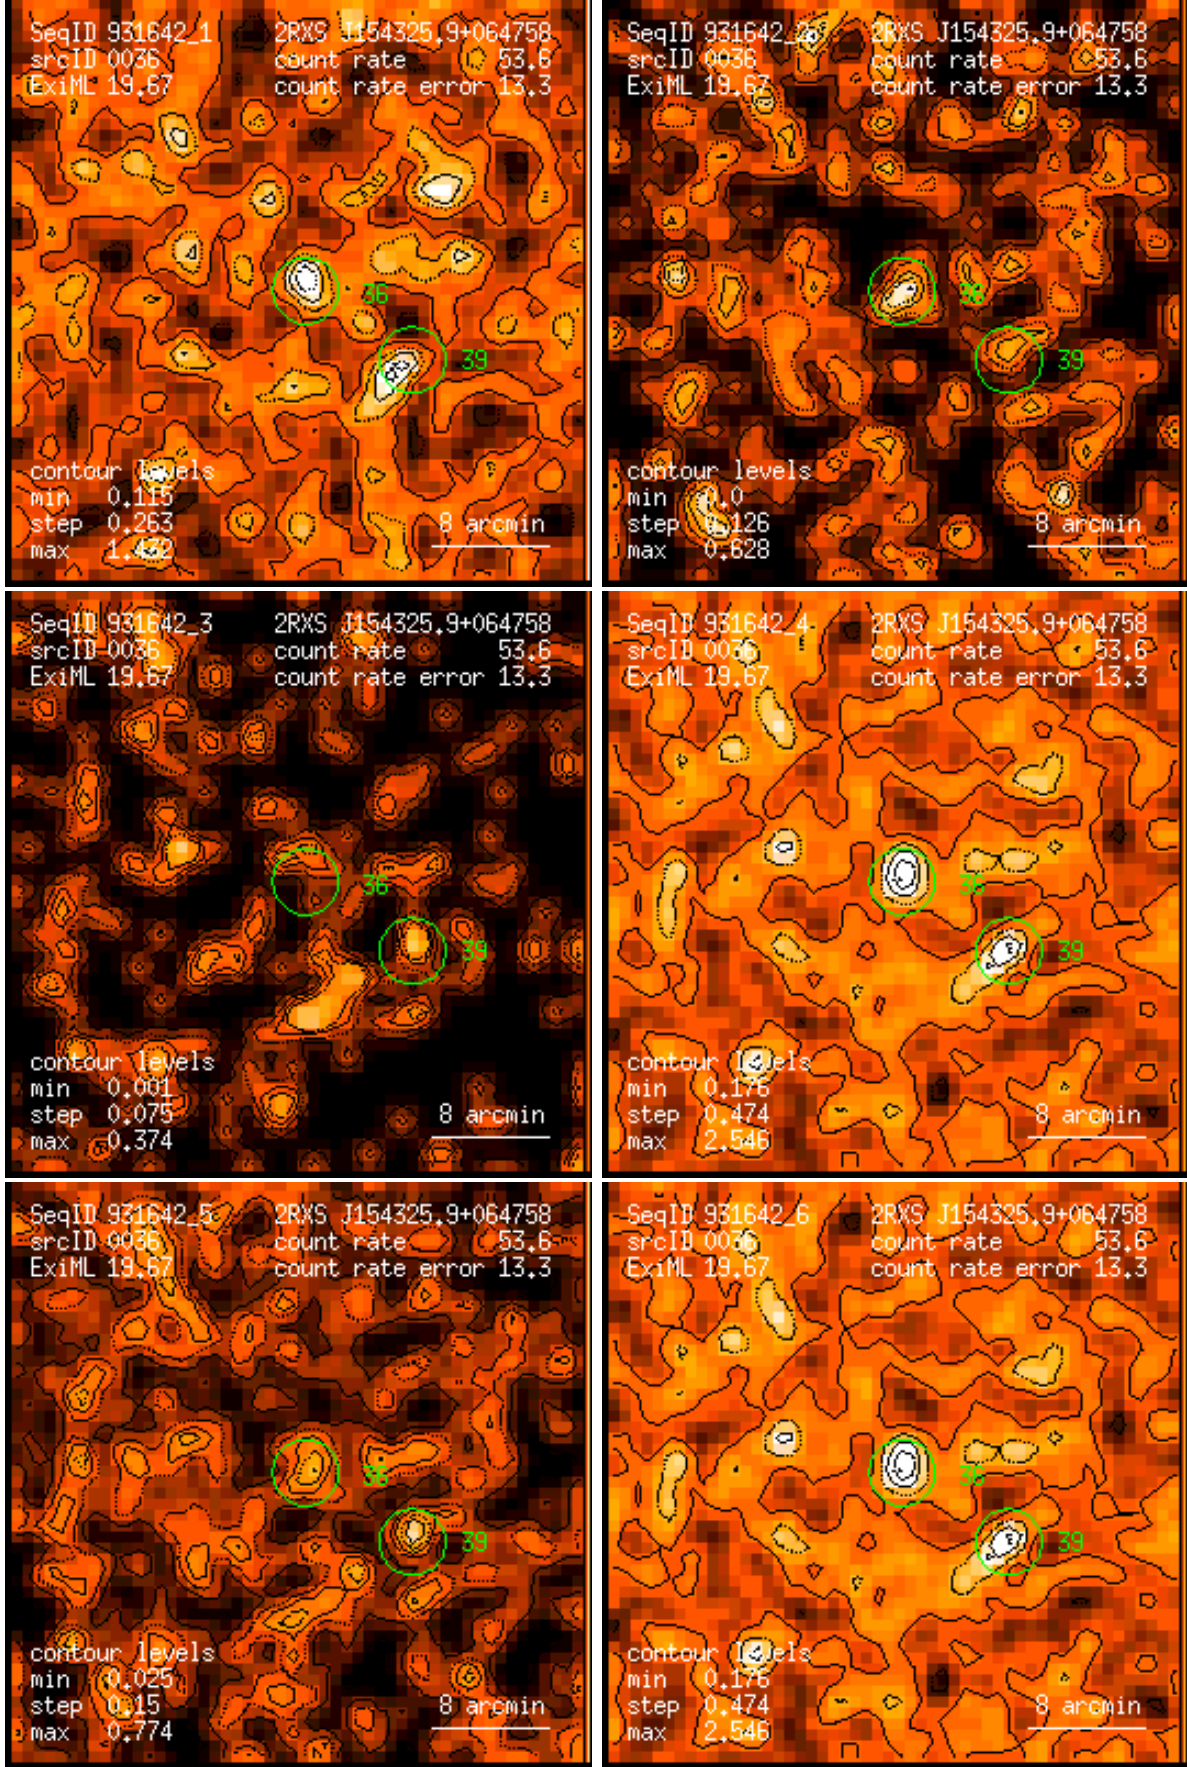 SeqID 931642_1 2RXS J154325.9+064758
srcID 0036 count rate 53.6
ExiML 19.67 count rate error 13.3
36
39
contour levels
min 0.115
step 0.263
max 1.432
8 arcmin
SeqID 931642_2 2RXS J154325.9+064758
srcID 0036 count rate 53.6
ExiML 19.67 count rate error 13.3
36
39
contour levels
min 0.0
step 0.126
max 0.628
8 arcmin
SeqID 931642_3 2RXS J154325.9+064758
srcID 0036 count rate 53.6
ExiML 19.67 count rate error 13.3
36
39
contour levels
min 0.001
step 0.075
max 0.374
8 arcmin
SeqID 931642_4 2RXS J154325.9+064758
srcID 0036 count rate 53.6
ExiML 19.67 count rate error 13.3
36
39
contour levels
min 0.176
step 0.474
max 2.546
8 arcmin
SeqID 931642_5 2RXS J154325.9+064758
srcID 0036 count rate 53.6
ExiML 19.67 count rate error 13.3
36
39
contour levels
min 0.025
step 0.15
max 0.774
8 arcmin
SeqID 931642_6 2RXS J154325.9+064758
srcID 0036 count rate 53.6
ExiML 19.67 count rate error 13.3
36
39
contour levels
min 0.176
step 0.474
max 2.546
8 arcmin